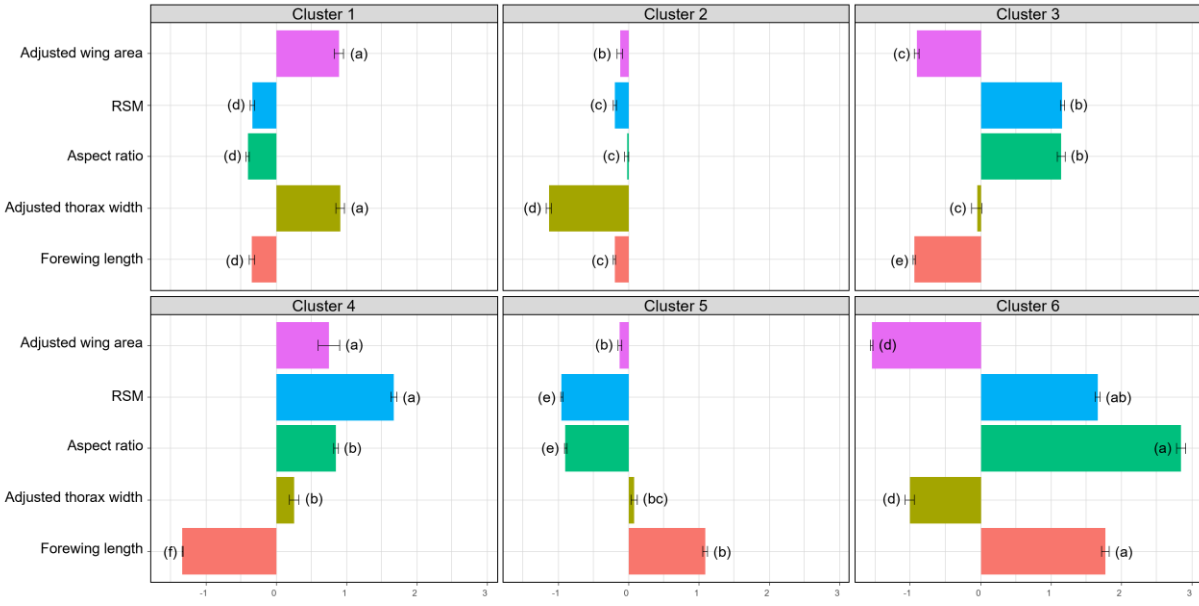 Cluster 1
Cluster 2
Cluster 3
Adjusted wing area
(a)
(b)
(c)
RSM
(d)
(c)
(b)
Aspect ratio
(d)
(c)
(b)
Adjusted thorax width
(a)
(d)
(c)
Forewing length
(d)
(c)
(e)
Cluster 4
Cluster 5
Cluster 6
Adjusted wing area
(a)
(b)
(d)
RSM
(a)
(e)
(ab)
Aspect ratio
(b)
(e)
(a)
Adjusted thorax width
(b)
(bc)
(d)
Forewing length
(f)
(b)
(a)
-1 0 1 2 3
-1 0 1 2 3
-1 0 1 2 3